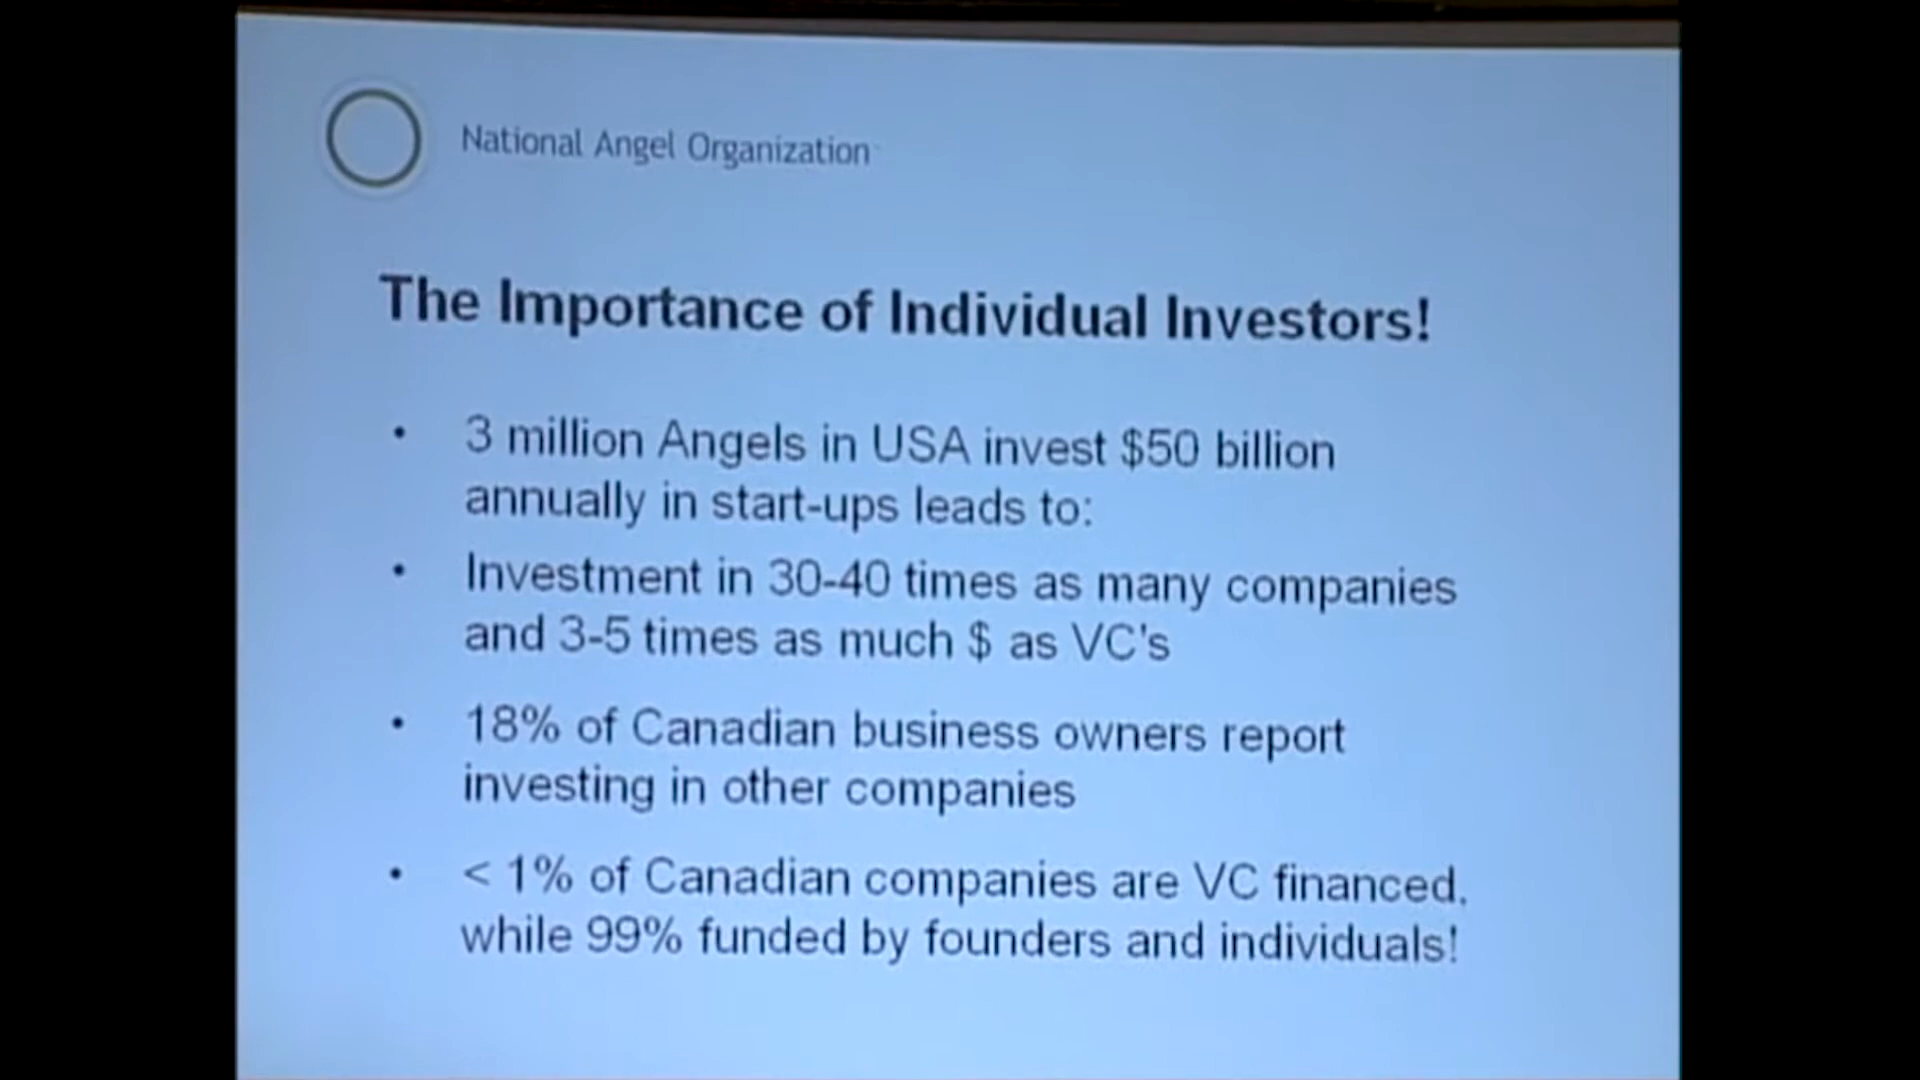 National Angel Organization
The Importance of Individual Investors!
• 3 million Angels in USA invest $50 billion
annually in start-ups leads to:
• Investment in 30-40 times as many companies
and 3-5 times as much $ as VC's
• 18% of Canadian business owners report
investing in other companies
• < 1% of Canadian companies are VC financed,
while 99% funded by founders and individuals!